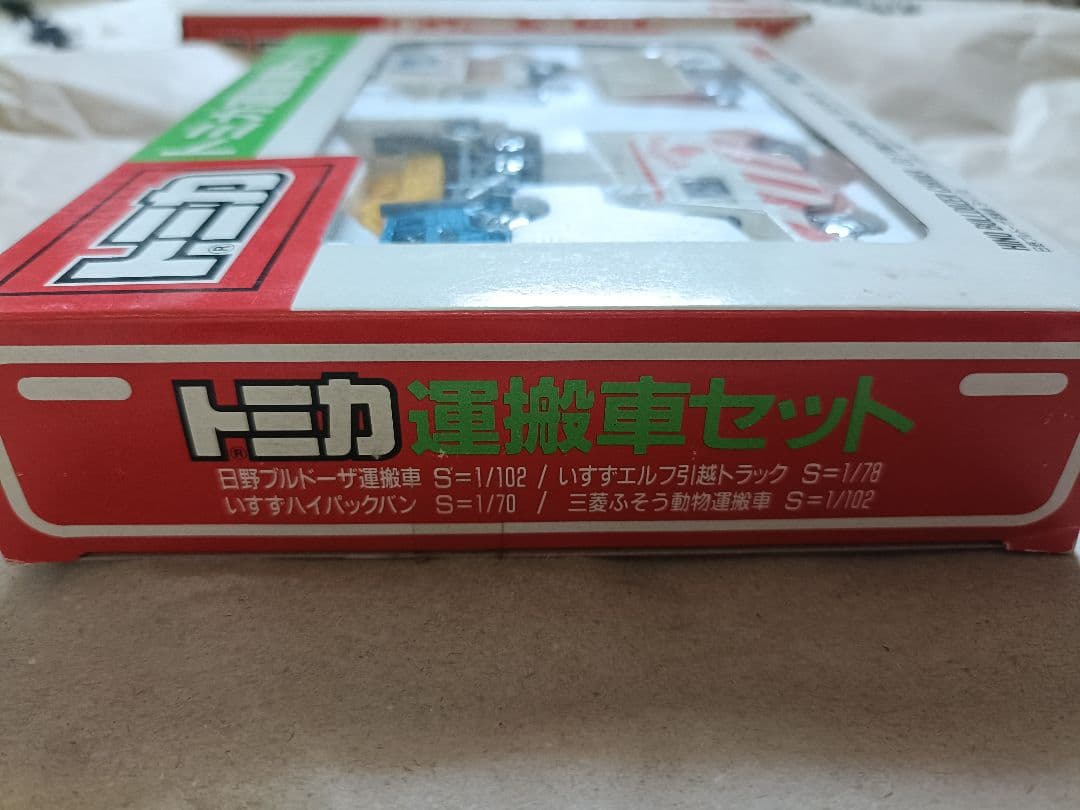 トミカ®
トミカ® 運搬車セット
日野ブルドーザ運搬車 S=1/102 / いすずエルフ引越トラック S=1/78
いすずハイパックバン S=1/70 / 三菱ふそう動物運搬車 S=1/102